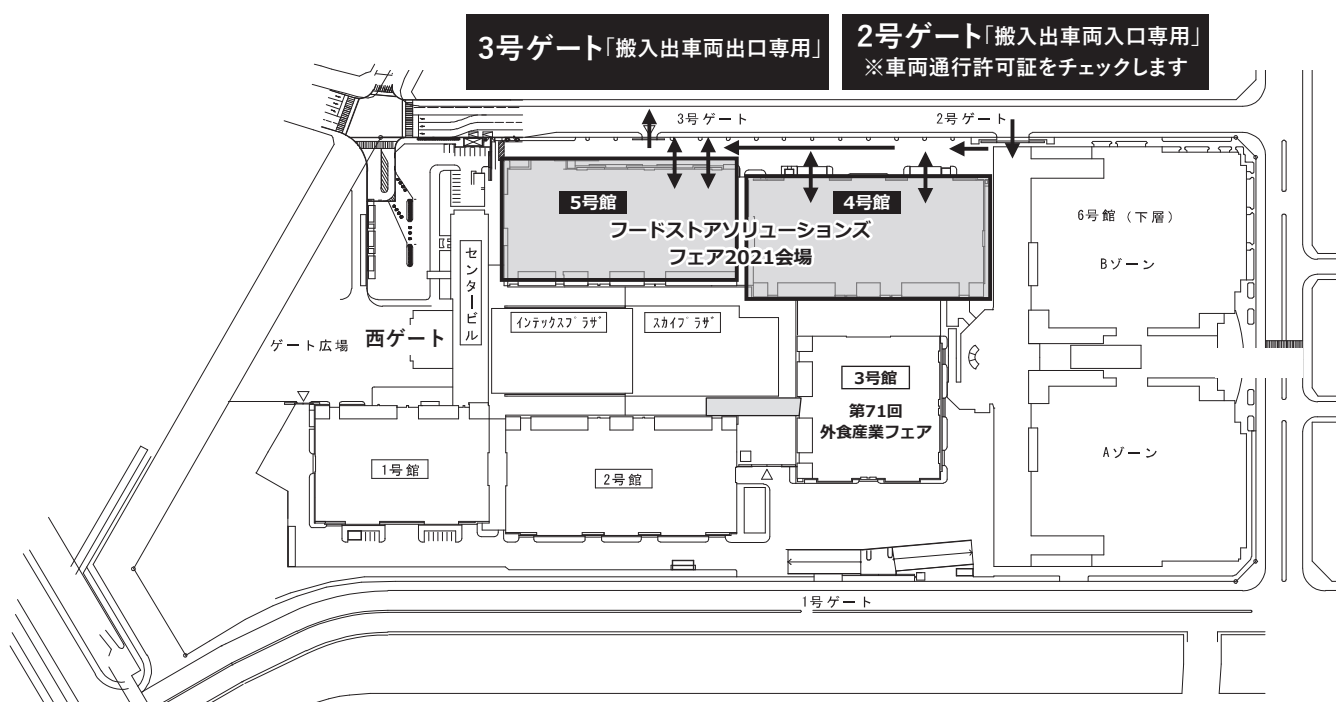 3号ゲート「搬入出車両出口専用」
2号ゲート「搬入出車両入口専用」
※車両通行許可証をチェックします
3号ゲート
2号ゲート
5号館
4号館
フードストアソリューションズ
フェア2021会場
6号館（下層）
Bゾーン
センタービル
インテックスプラザ
スカイプラザ
ゲート広場
西ゲート
3号館
第71回
外食産業フェア
1号館
2号館
Aゾーン
1号ゲート